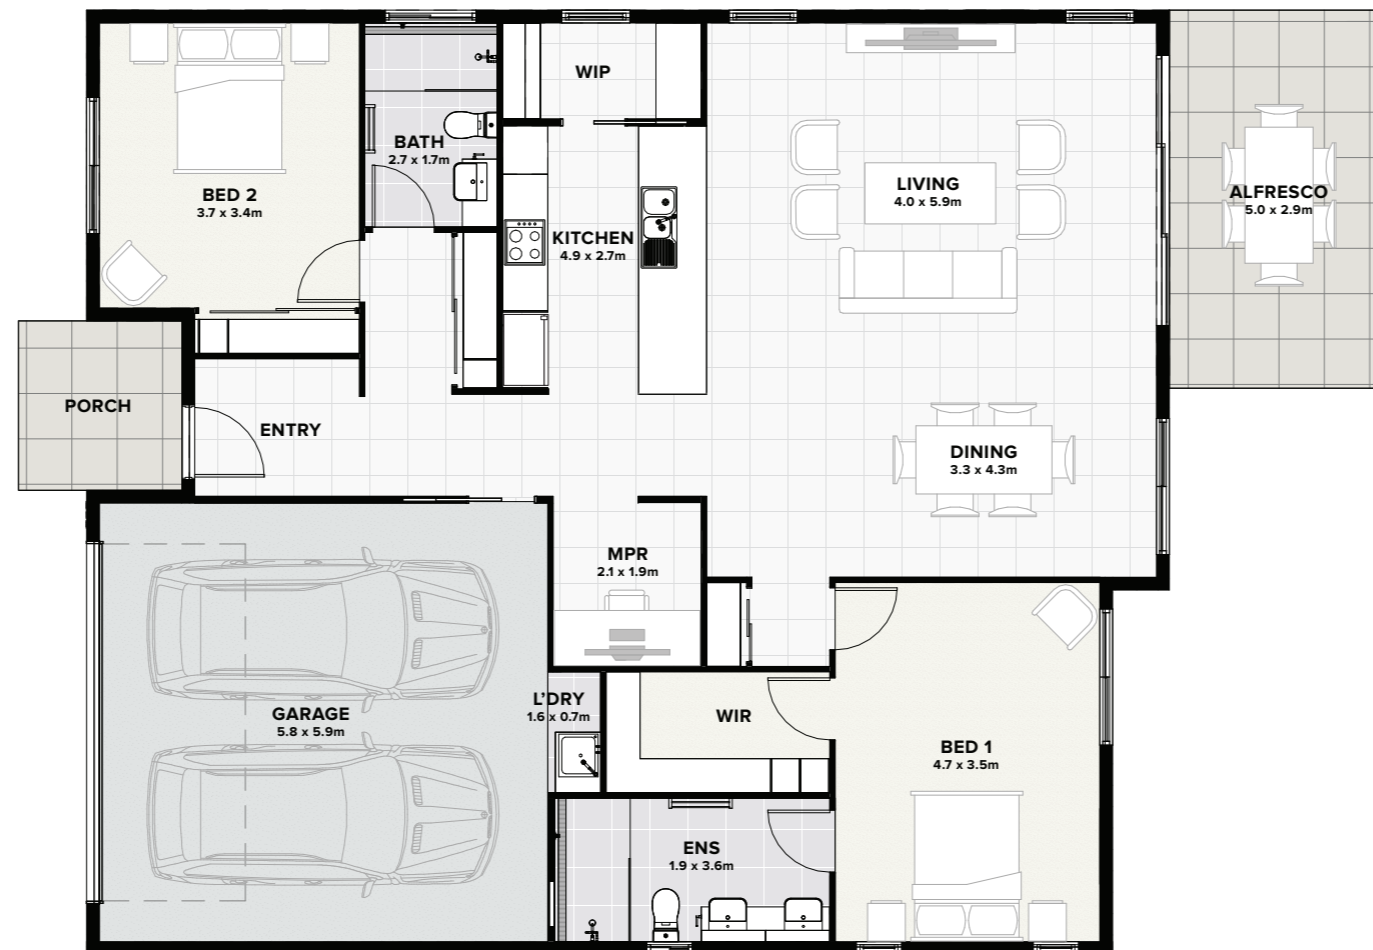 WIP
BATH
2.7 x 1.7m
BED 2
3.7 x 3.4m
LIVING
4.0 x 5.9m
ALFRESCO
5.0 x 2.9m
KITCHEN
4.9 x 2.7m
PORCH
ENTRY
DINING
3.3 x 4.3m
MPR
2.1 x 1.9m
L'DRY
1.6 x 0.7m
GARAGE
5.8 x 5.9m
WIR
BED 1
4.7 x 3.5m
ENS
1.9 x 3.6m